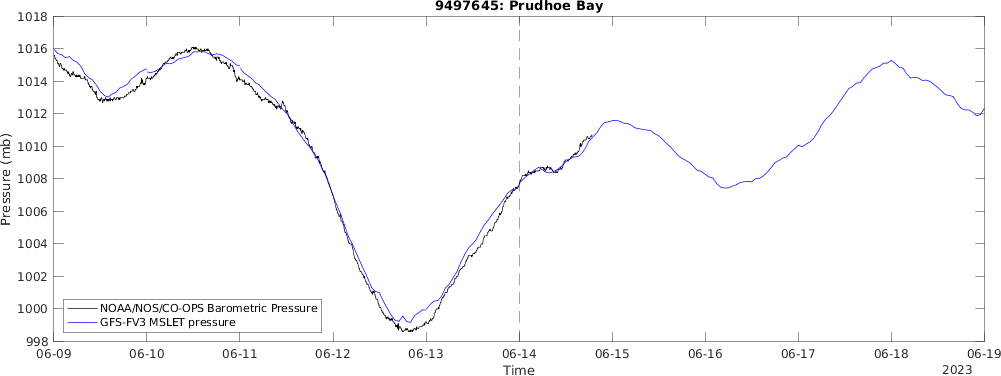 9497645: Prudhoe Bay
1018
1016
1014
1012
1010
1008
1006
1004
1002
1000
998
Pressure (mb)
NOAA/NOS/CO-OPS Barometric Pressure
GFS-FV3 MSLET pressure
06-09 06-10 06-11 06-12 06-13 06-14 06-15 06-16 06-17 06-18 06-19
Time
2023